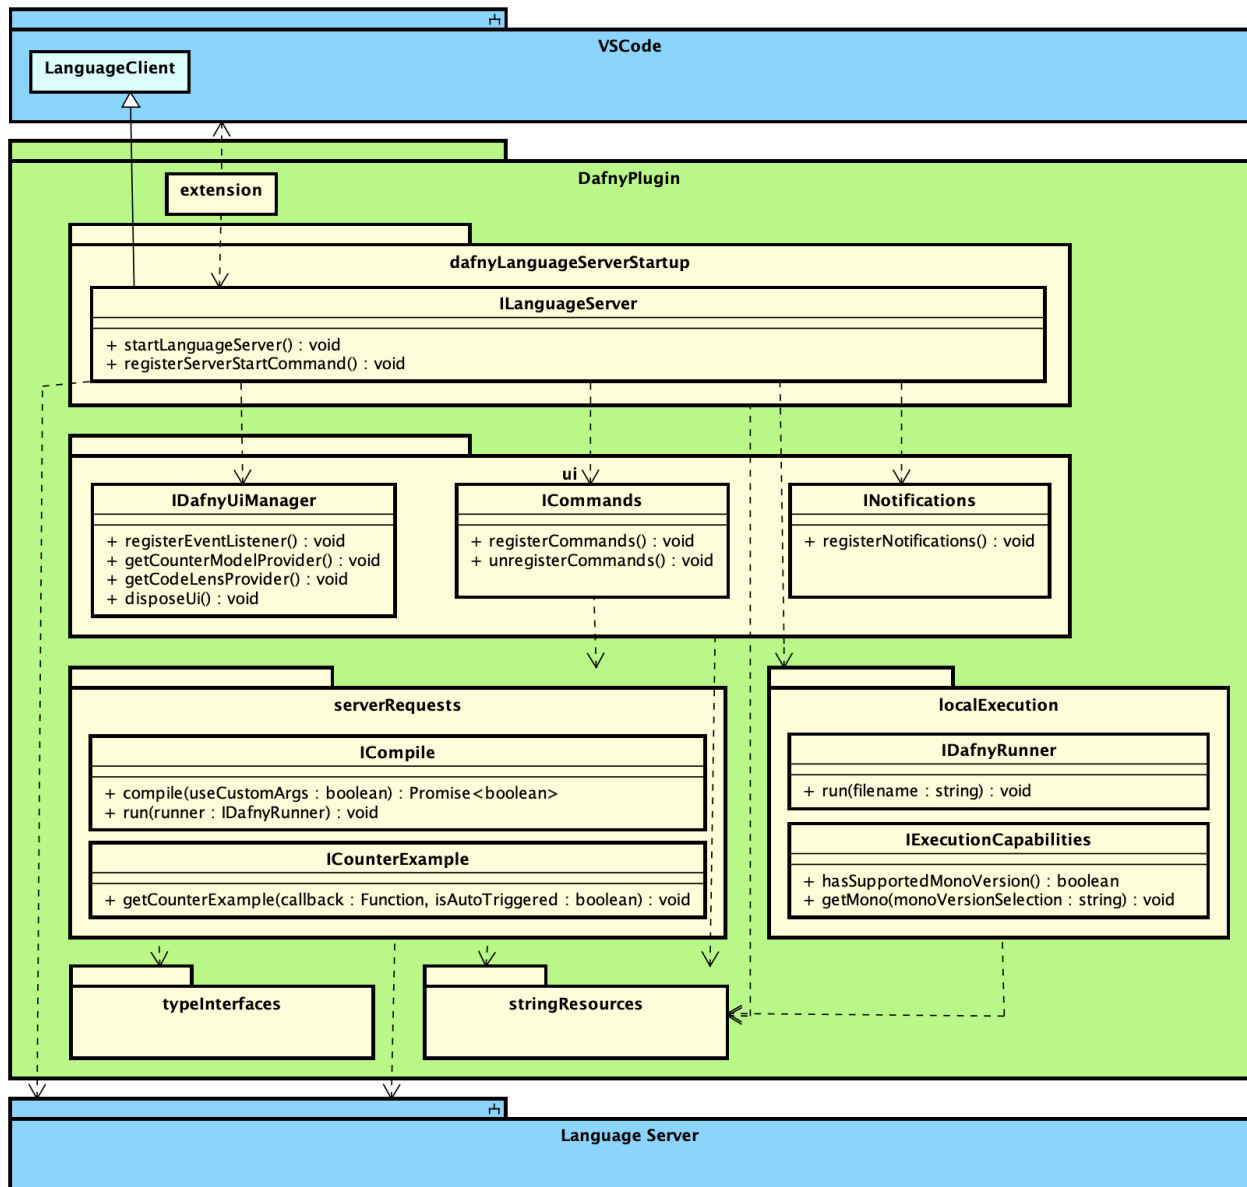 VSCode
LanguageClient
DafnyPlugin
extension
dafnyLanguageServerStartup
ILanguageServer
+ startLanguageServer() : void
+ registerServerStartCommand() : void
ui
IDafnyUiManager
+ registerEventListener() : void
+ getCounterModelProvider() : void
+ getCodeLensProvider() : void
+ disposeUi() : void
ICommands
+ registerCommands() : void
+ unregisterCommands() : void
INotifications
+ registerNotifications() : void
serverRequests
ICompile
+ compile(useCustomArgs : boolean) : Promise<boolean>
+ run(runner : IDafnyRunner) : void
ICounterExample
+ getCounterExample(callback : Function, isAutoTriggered : boolean) : void
localExecution
IDafnyRunner
+ run(filename : string) : void
IExecutionCapabilities
+ hasSupportedMonoVersion() : boolean
+ getMono(monoVersionSelection : string) : void
typeInterfaces
stringResources
Language Server